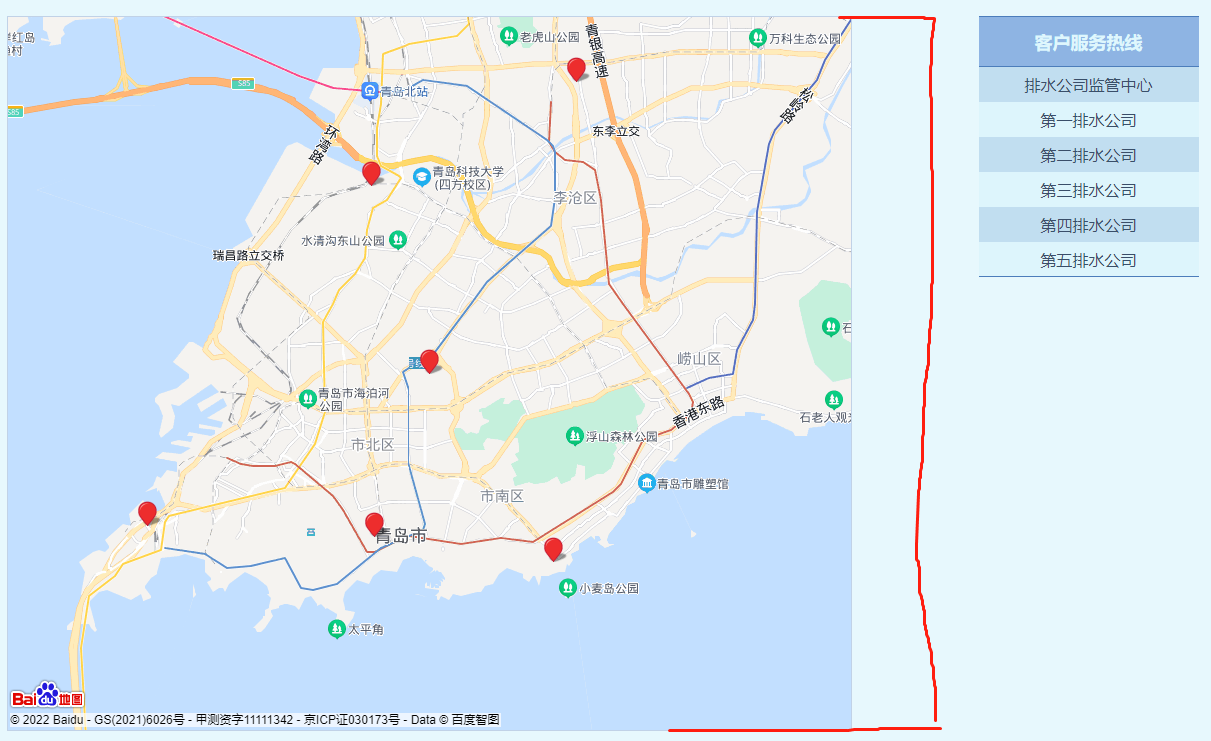 岸红岛
渔村
老虎山公园
青银高速
万科生态公园
客户服务热线
S85
青岛北站
排水公司监管中心
S85
松岭路
第一排水公司
环湾路
东李立交
第二排水公司
青岛科技大学
(四方校区)
李沧区
第三排水公司
水清沟东山公园
第四排水公司
瑞昌路立交桥
第五排水公司
石
崂山区
青岛市海泊河
公园
香港东路
石老人观
浮山森林公园
市北区
青岛市雕塑馆
市南区
青岛市
小麦岛公园
太平角
Bai du 地图
© 2022 Baidu - GS(2021)6026号 - 甲测资字11111342 - 京ICP证030173号 - Data © 百度智图